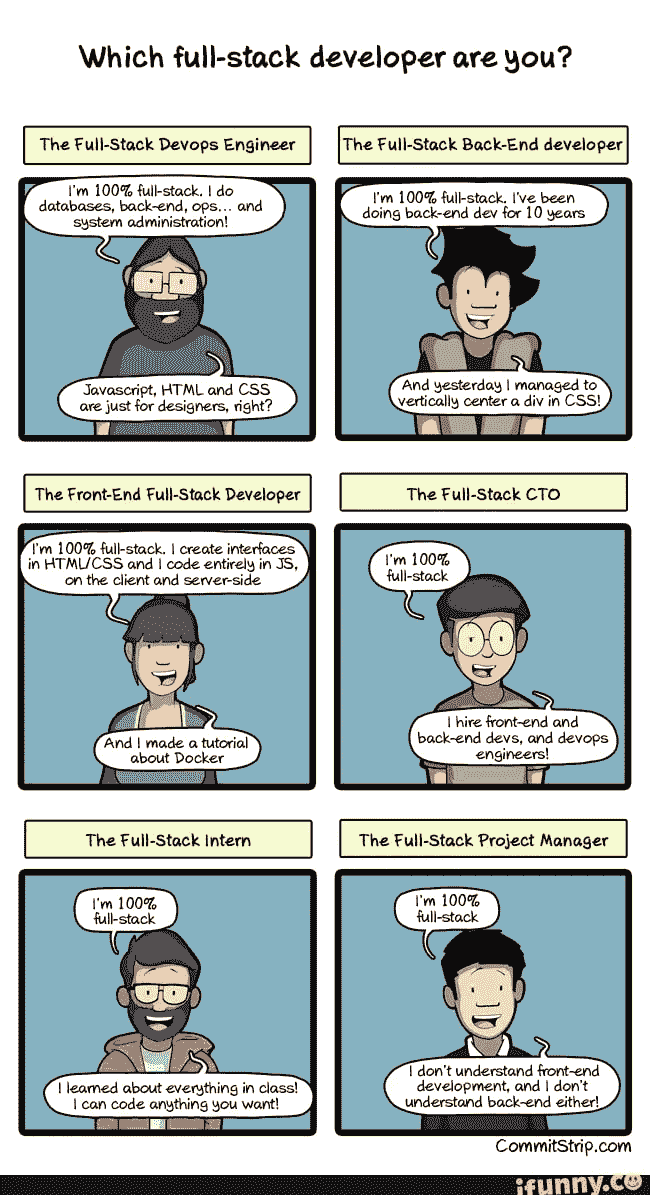 Which full-stack developer are you?
The Full-Stack Devops Engineer
I'm 100% full-stack. I do
databases, back-end, ops... and
system administration!
Javascript, HTML and CSS
are just for designers, right?
The Full-Stack Back-End developer
I'm 100% full-stack. I've been
doing back-end dev for 10 years
And yesterday I managed to
vertically center a div in CSS!
The Front-End Full-Stack Developer
I'm 100% full-stack. I create interfaces
in HTML/CSS and I code entirely in JS,
on the client and server-side
And I made a tutorial
about Docker
The Full-Stack CTO
I'm 100%
full-stack
I hire front-end and
back-end devs, and devops
engineers!
The Full-Stack Intern
I'm 100%
full-stack
I learned about everything in class!
I can code anything you want!
The Full-Stack Project Manager
I'm 100%
full-stack
I don't understand front-end
development, and I don't
understand back-end either!
CommitStrip.com
ifunny.co